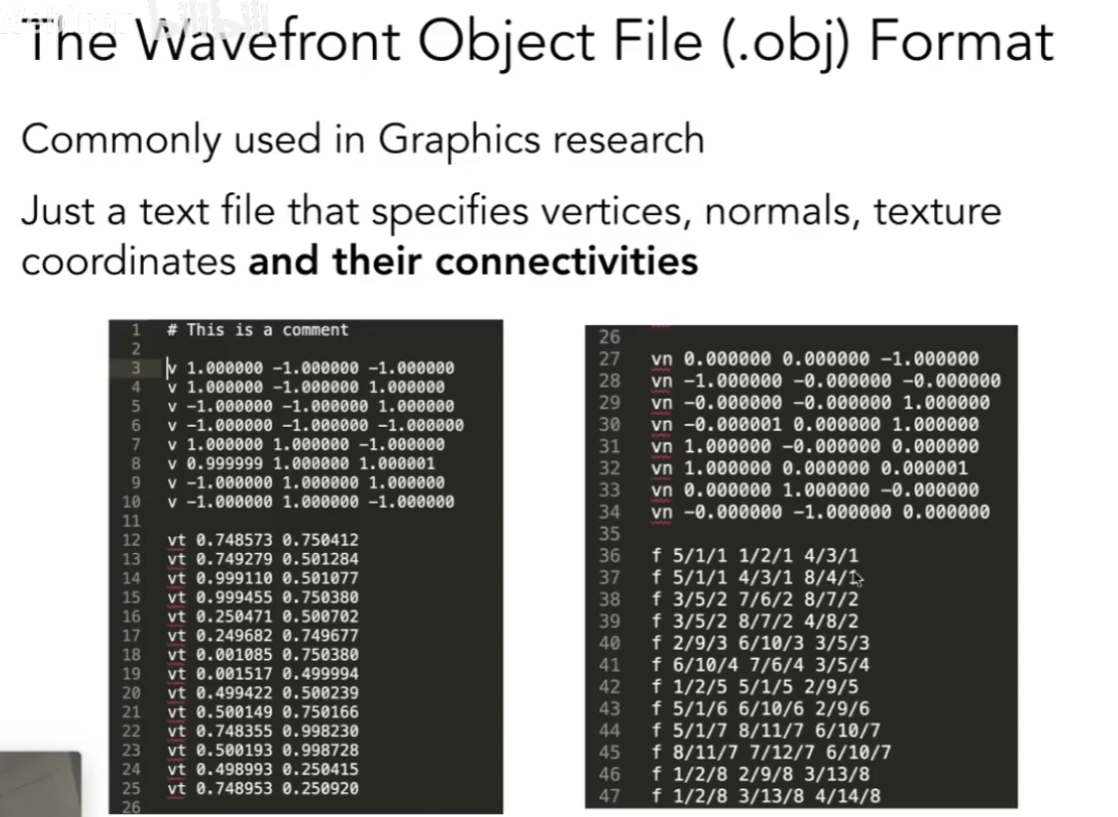 Webinar bilibili
The Wavefront Object File (.obj) Format
Commonly used in Graphics research
Just a text file that specifies vertices, normals, texture
coordinates and their connectivities
1 # This is a comment
2
3 v 1.000000 -1.000000 -1.000000
4 v 1.000000 -1.000000 1.000000
5 v -1.000000 -1.000000 1.000000
6 v -1.000000 -1.000000 -1.000000
7 v 1.000000 1.000000 -1.000000
8 v 0.999999 1.000000 1.000001
9 v -1.000000 1.000000 1.000000
10 v -1.000000 1.000000 -1.000000
11
12 vt 0.748573 0.750412
13 vt 0.749279 0.501284
14 vt 0.999110 0.501077
15 vt 0.999455 0.750380
16 vt 0.250471 0.500702
17 vt 0.249682 0.749677
18 vt 0.001085 0.750380
19 vt 0.001517 0.499994
20 vt 0.499422 0.500239
21 vt 0.500149 0.750166
22 vt 0.748355 0.998230
23 vt 0.500193 0.998728
24 vt 0.498993 0.250415
25 vt 0.748953 0.250920
26
26
27 vn 0.000000 0.000000 -1.000000
28 vn -1.000000 -0.000000 -0.000000
29 vn -0.000000 -0.000000 1.000000
30 vn -0.000001 0.000000 1.000000
31 vn 1.000000 -0.000000 0.000000
32 vn 1.000000 0.000000 0.000001
33 vn 0.000000 1.000000 -0.000000
34 vn -0.000000 -1.000000 0.000000
35
36 f 5/1/1 1/2/1 4/3/1
37 f 5/1/1 4/3/1 8/4/1
38 f 3/5/2 7/6/2 8/7/2
39 f 3/5/2 8/7/2 4/8/2
40 f 2/9/3 6/10/3 3/5/3
41 f 6/10/4 7/6/4 3/5/4
42 f 1/2/5 5/1/5 2/9/5
43 f 5/1/6 6/10/6 2/9/6
44 f 5/1/7 8/11/7 6/10/7
45 f 8/11/7 7/12/7 6/10/7
46 f 1/2/8 2/9/8 3/13/8
47 f 1/2/8 3/13/8 4/14/8